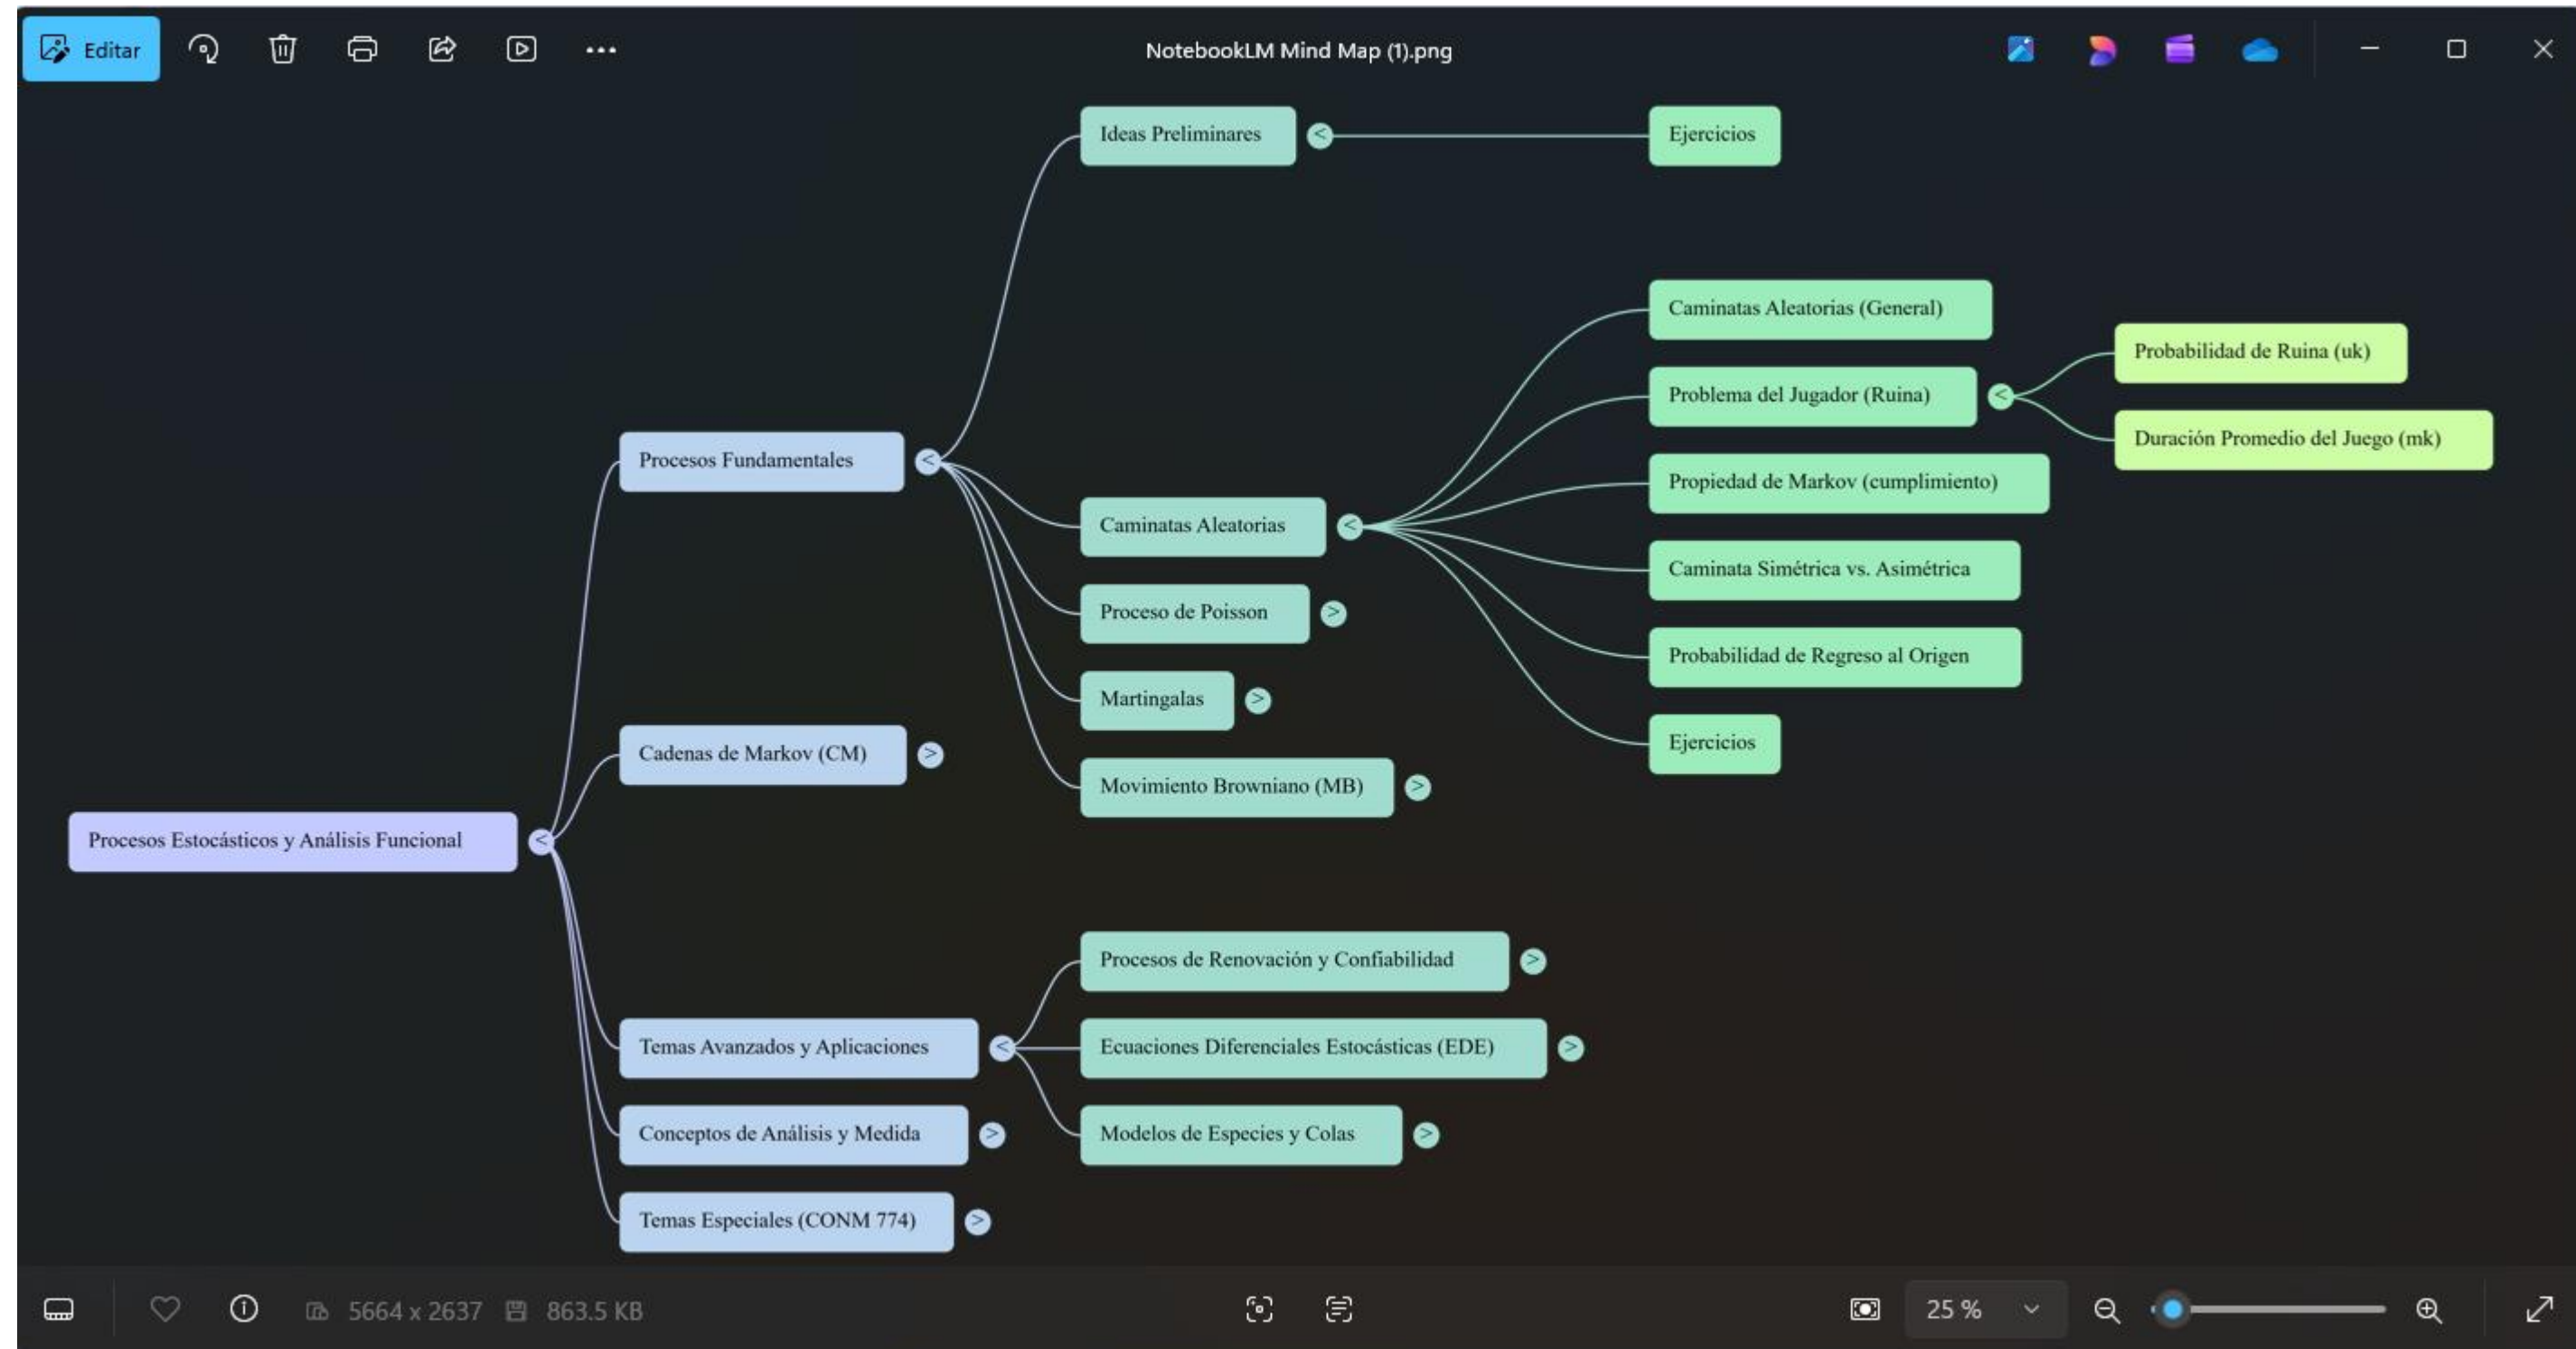 Editar
NotebookLM Mind Map (1).png
Ideas Preliminares
Ejercicios
Caminatas Aleatorias (General)
Probabilidad de Ruina (uk)
Problema del Jugador (Ruina)
Duración Promedio del Juego (mk)
Procesos Fundamentales
Propiedad de Markov (cumplimiento)
Caminatas Aleatorias
Caminata Simétrica vs. Asimétrica
Proceso de Poisson
Probabilidad de Regreso al Origen
Martingalas
Ejercicios
Cadenas de Markov (CM)
Movimiento Browniano (MB)
Procesos Estocásticos y Análisis Funcional
Procesos de Renovación y Confiabilidad
Temas Avanzados y Aplicaciones
Ecuaciones Diferenciales Estocásticas (EDE)
Conceptos de Análisis y Medida
Modelos de Especies y Colas
Temas Especiales (CONM 774)
5664 x 2637
863.5 KB
25 %